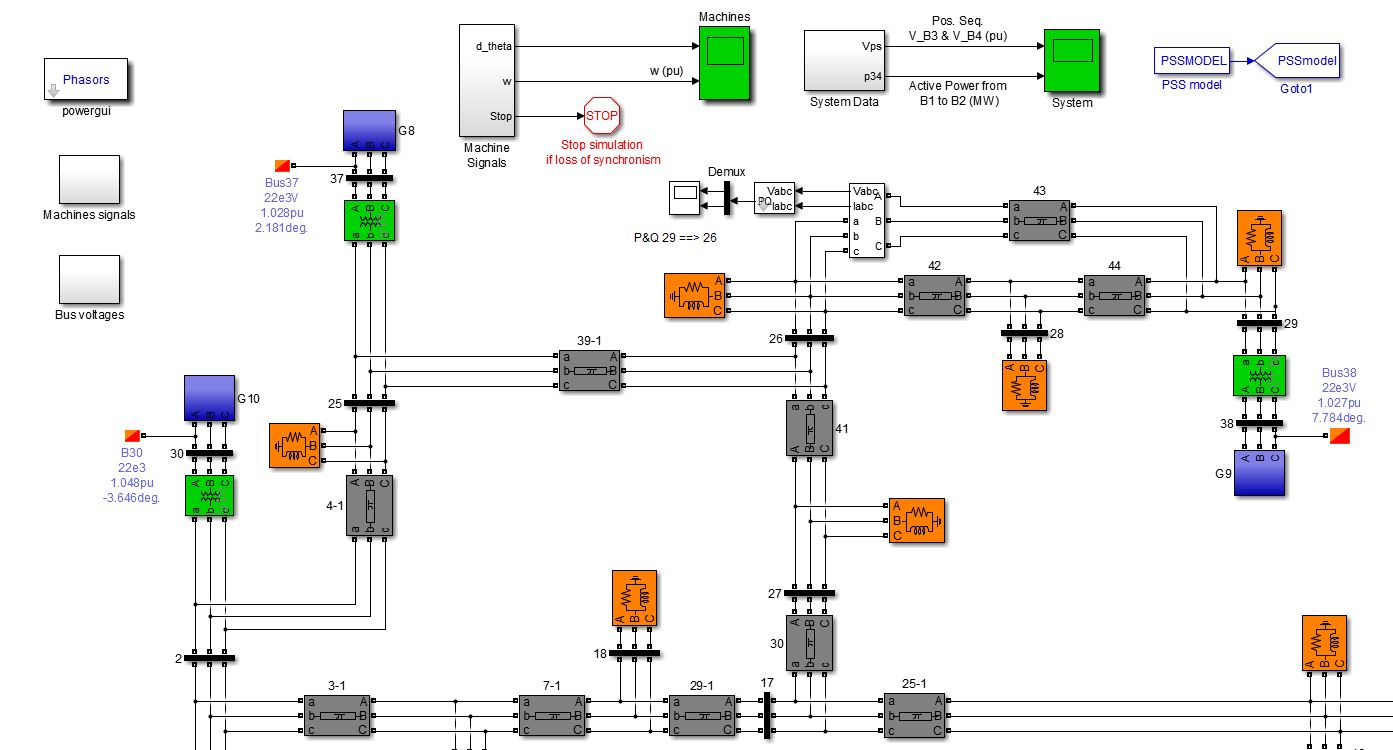 Phasors
powergui
Machines signals
Bus voltages
d_theta
w
Stop
Machine
Signals
w (pu)
Machines
STOP
Stop simulation
if loss of synchronism
Vps
p34
System Data
Pos. Seq.
V_B3 & V_B4 (pu)
Active Power from
B1 to B2 (MW)
System
PSSMODEL
PSS model
PSSmodel
Goto1
G8
A B C
37
Bus37
22e3V
1.028pu
2.181deg.
A B C
a b c
Demux
Vabc
Iabc
PQ
P&Q 29 ==> 26
Vabc
Iabc
a
b
c
A
B
C
43
a A
b B
c C
A
B
C
42
a A
b B
c C
44
a A
b B
c C
A B C
26
28
A B C
29
a b c
A B C
Bus38
22e3V
1.027pu
7.784deg.
38
A B C
G9
39-1
a A
b B
c C
25
A
B
C
G10
A B C
B30
22e3
1.048pu
-3.646deg.
30
A B C
a b c
4-1
A B C
a b c
41
a b c
A B C
A
B
C
27
30
A B C
a b c
A B C
18
A B C
2
3-1
a A
b B
c C
7-1
a A
b B
c C
29-1
a A
b B
c C
17
25-1
a A
b B
c C